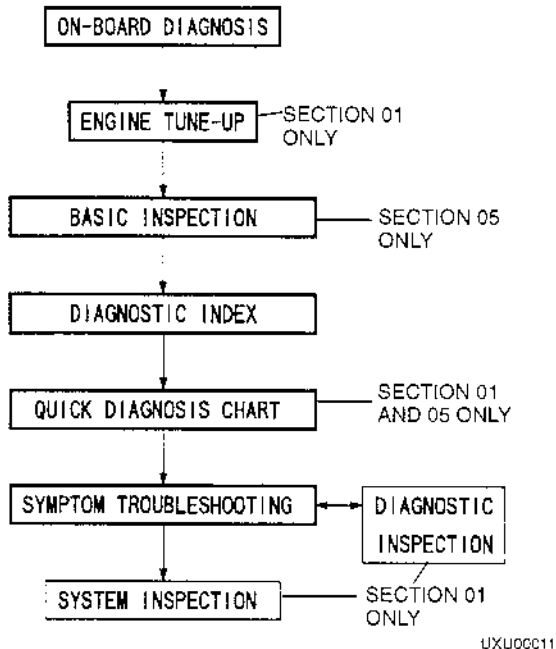 ON-BOARD DIAGNOSIS
ENGINE TUNE-UP
SECTION 01
ONLY
BASIC INSPECTION
SECTION 05
ONLY
DIAGNOSTIC INDEX
QUICK DIAGNOSIS CHART
SECTION 01
AND 05 ONLY
SYMPTOM TROUBLESHOOTING
DIAGNOSTIC
INSPECTION
SYSTEM INSPECTION
SECTION 01
ONLY
UXU00011